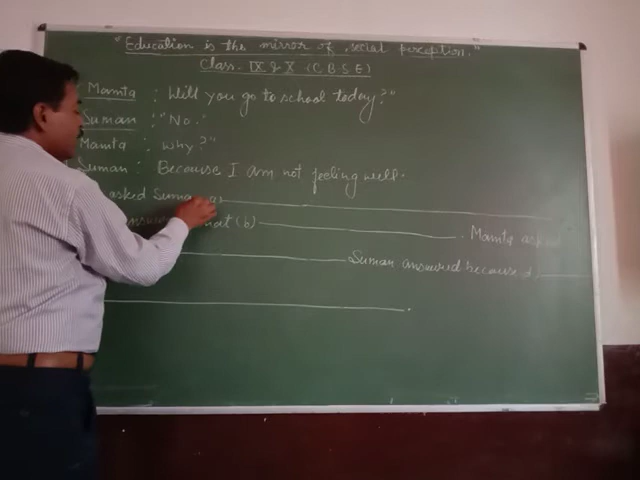 "Education is the mirror of social perception."
Class. IX & X (C.B.S.E)
Mamta : Will you go to school today?"
Suman : "No."
Mamta : Why?"
Suman : Because I am not feeling well.
asked Suman
(b) . Mamta asked
. Suman answered because d
.